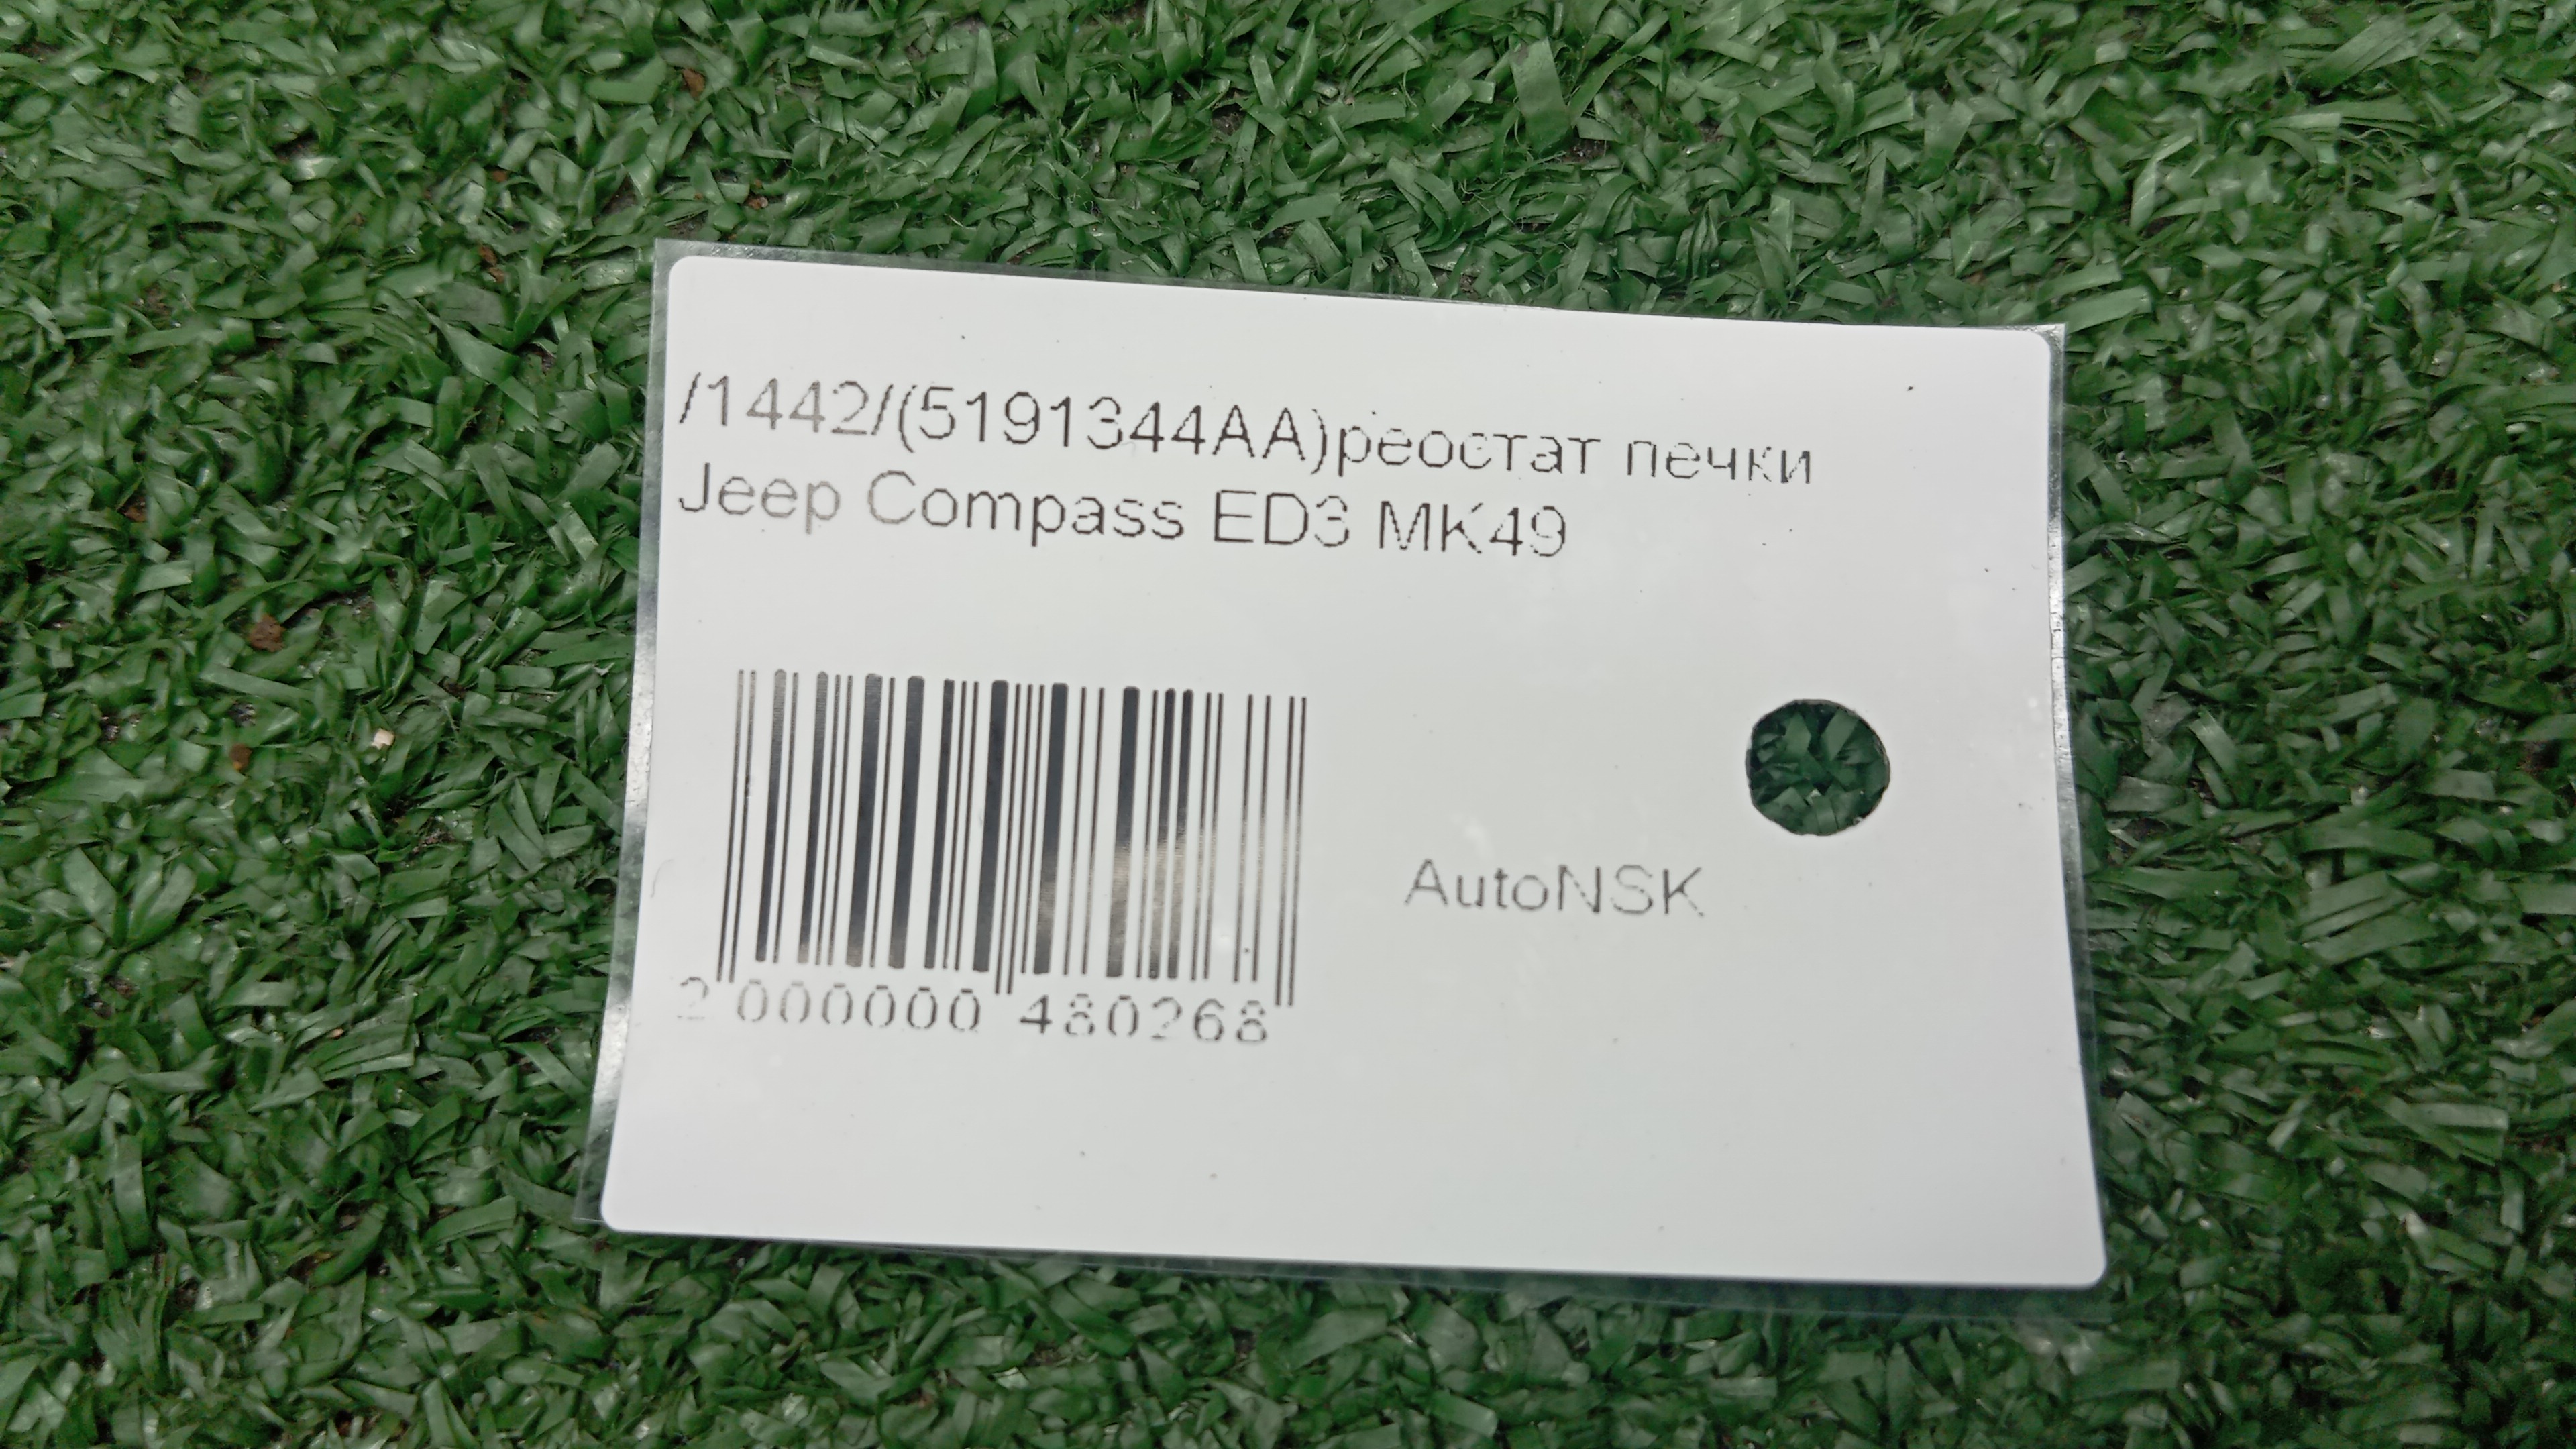 /1442/(5191344AA)реостат печки
Jeep Compass ED3 MK49
AutoNSK
2 000000 480268